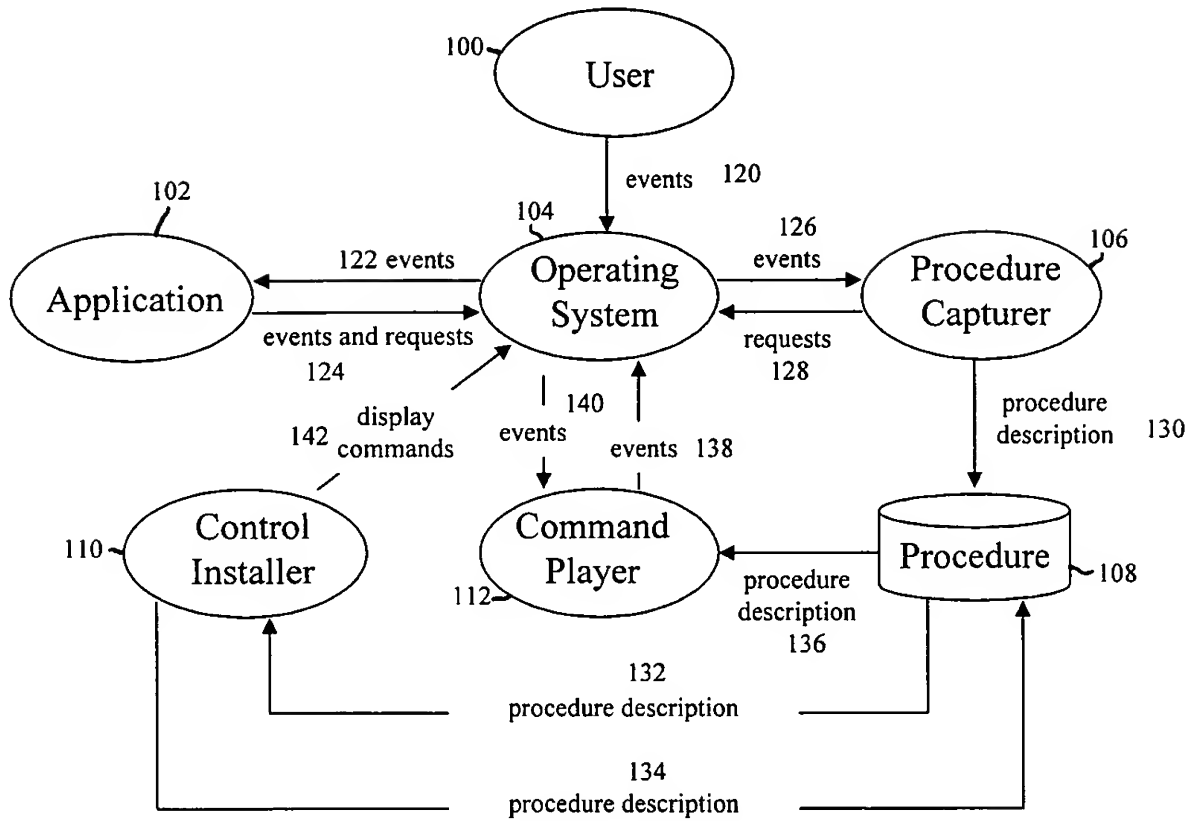 100
User
events 120
102
104
126
106
122 events
events
Application
Operating
System
Procedure
Capturer
events and requests
requests
124
128
display
commands
142
140
events
events 138
procedure
description 130
110
Control
Installer
Command
Player
112
Procedure
108
procedure
description
136
132
procedure description
134
procedure description